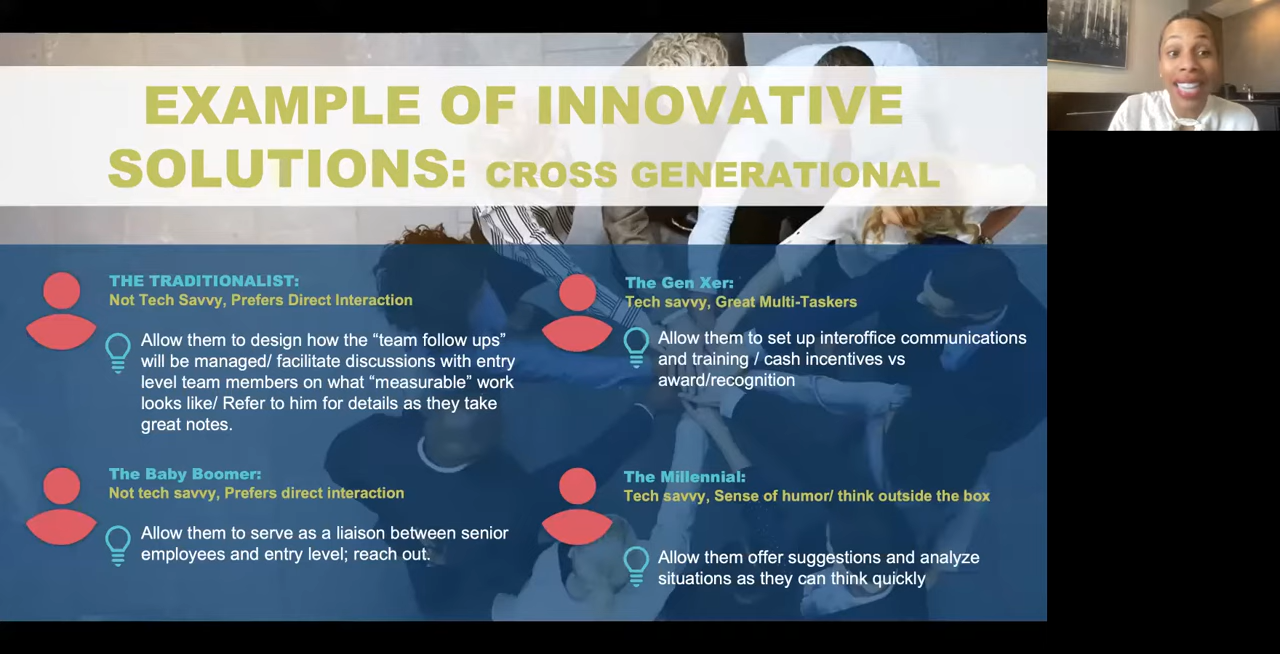 EXAMPLE OF INNOVATIVE
SOLUTIONS: CROSS GENERATIONAL
THE TRADITIONALIST:
Not Tech Savvy, Prefers Direct Interaction
Allow them to design how the “team follow ups”
will be managed/ facilitate discussions with entry
level team members on what “measurable” work
looks like/ Refer to him for details as they take
great notes.
The Gen Xer:
Tech savvy, Great Multi-Taskers
Allow them to set up interoffice communications
and training / cash incentives vs
award/recognition
The Baby Boomer:
Not tech savvy, Prefers direct interaction
Allow them to serve as a liaison between senior
employees and entry level; reach out.
The Millennial:
Tech savvy, Sense of humor/ think outside the box
Allow them offer suggestions and analyze
situations as they can think quickly